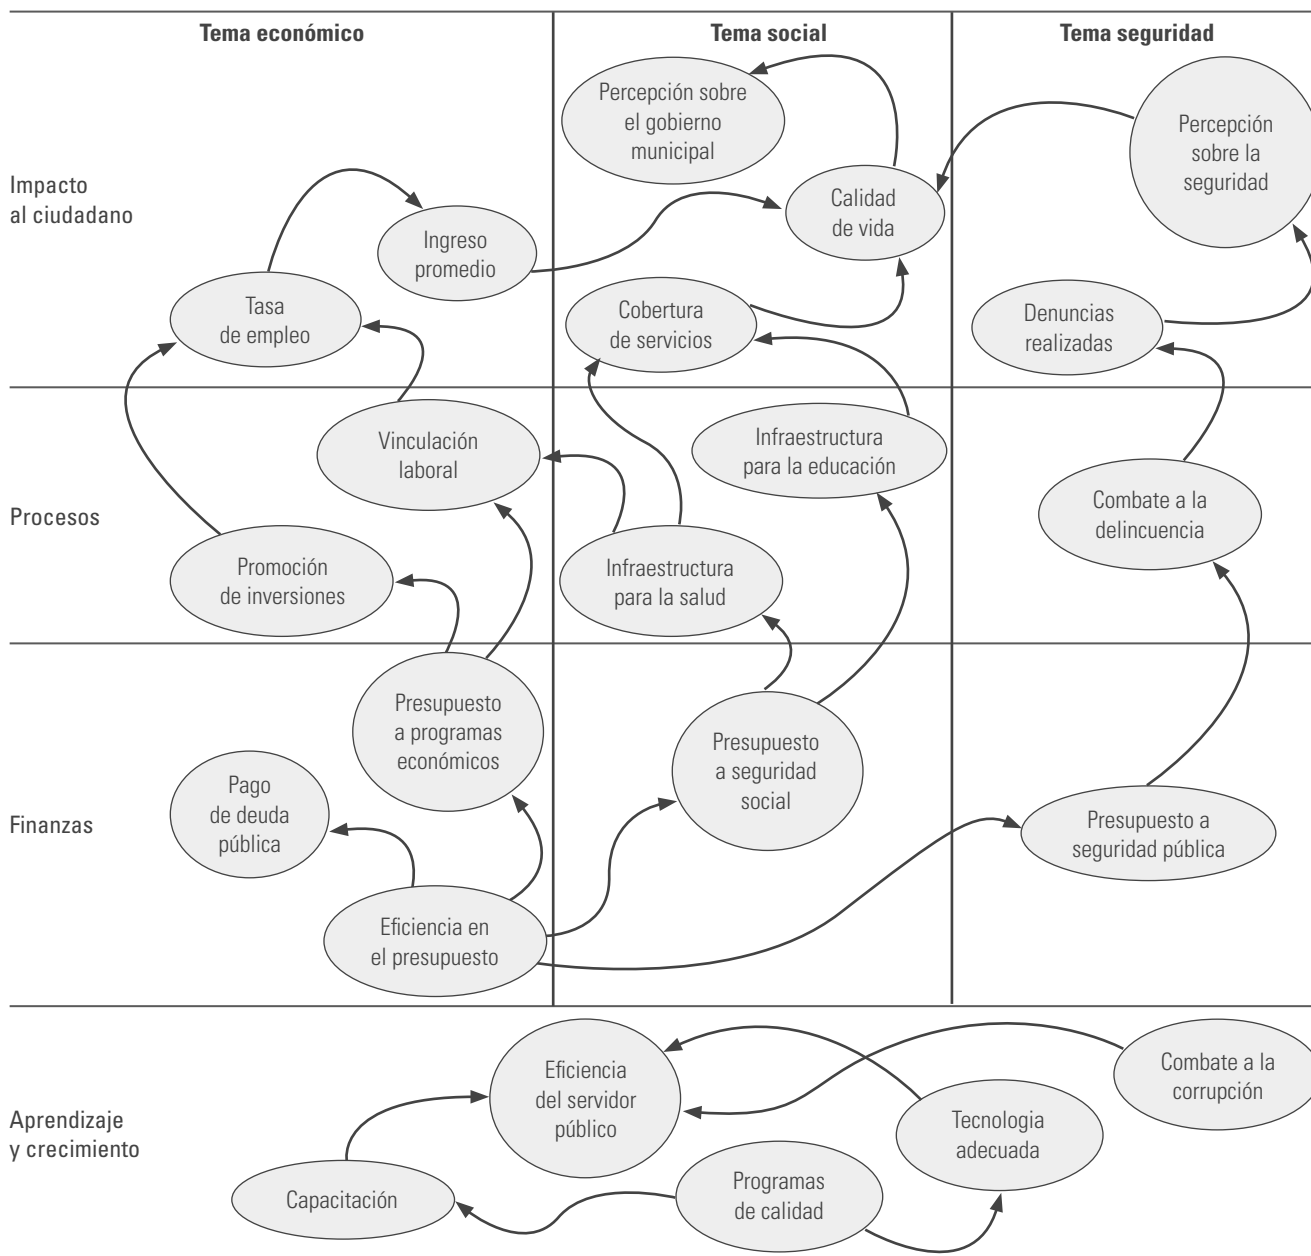 Tema económico
Tema social
Tema seguridad
Impacto
al ciudadano
Percepción sobre
el gobierno
municipal
Percepción
sobre la
seguridad
Calidad
de vida
Ingreso
promedio
Tasa
de empleo
Cobertura
de servicios
Denuncias
realizadas
Procesos
Vinculación
laboral
Infraestructura
para la educación
Combate a la
delincuencia
Promoción
de inversiones
Infraestructura
para la salud
Finanzas
Presupuesto
a programas
económicos
Presupuesto
a seguridad
social
Pago
de deuda
pública
Presupuesto a
seguridad pública
Eficiencia en
el presupuesto
Aprendizaje
y crecimiento
Eficiencia
del servidor
público
Combate a la
corrupción
Tecnologia
adecuada
Capacitación
Programas
de calidad